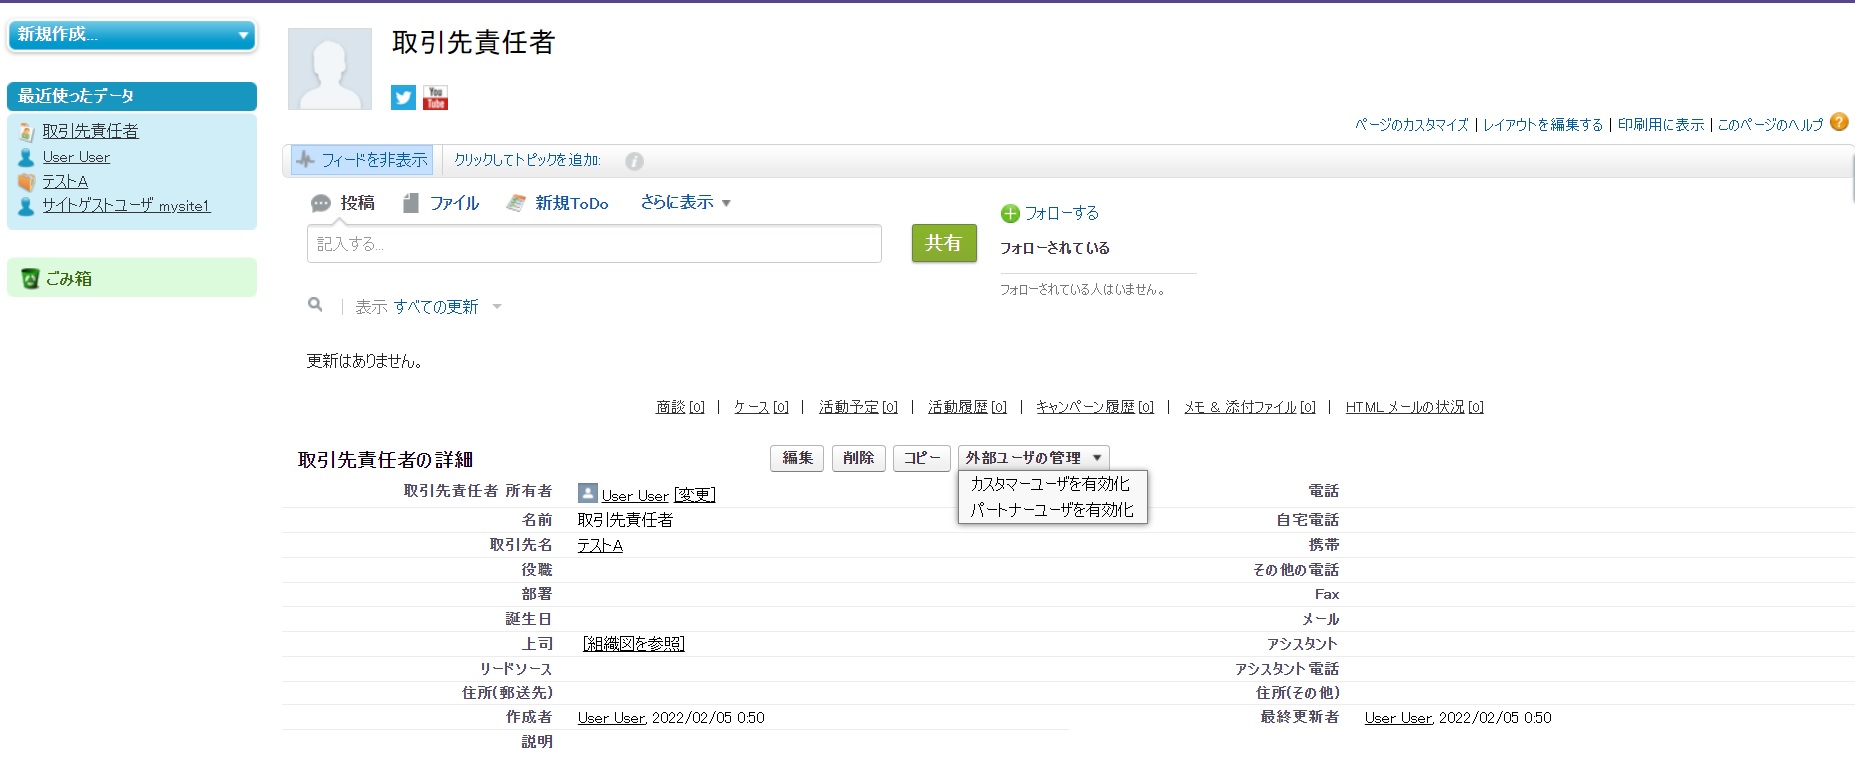 新規作成...
最近使ったデータ
取引先責任者
User User
テストA
サイトゲストユーザ mysite1
ごみ箱
取引先責任者
You Tube
ページのカスタマイズ | レイアウトを編集する | 印刷用に表示 | このページのヘルプ ?
フィードを非表示
クリックしてトピックを追加: i
投稿 ファイル 新規ToDo さらに表示
記入する...
共有
フォローする
フォローされている
フォローされている人はいません。
表示 すべての更新
更新はありません。
商談 [0] | ケース [0] | 活動予定 [0] | 活動履歴 [0] | キャンペーン履歴 [0] | メモ & 添付ファイル [0] | HTML メールの状況 [0]
取引先責任者の詳細
編集 削除 コピー 外部ユーザの管理
カスタマーユーザを有効化
パートナーユーザを有効化
取引先責任者 所有者 User User [変更] 電話
名前 取引先責任者 自宅電話
取引先名 テストA 携帯
役職 その他の電話
部署 Fax
誕生日 メール
上司 [組織図を参照] アシスタント
リードソース アシスタント電話
住所(郵送先) 住所(その他)
作成者 User User, 2022/02/05 0:50 最終更新者 User User, 2022/02/05 0:50
説明